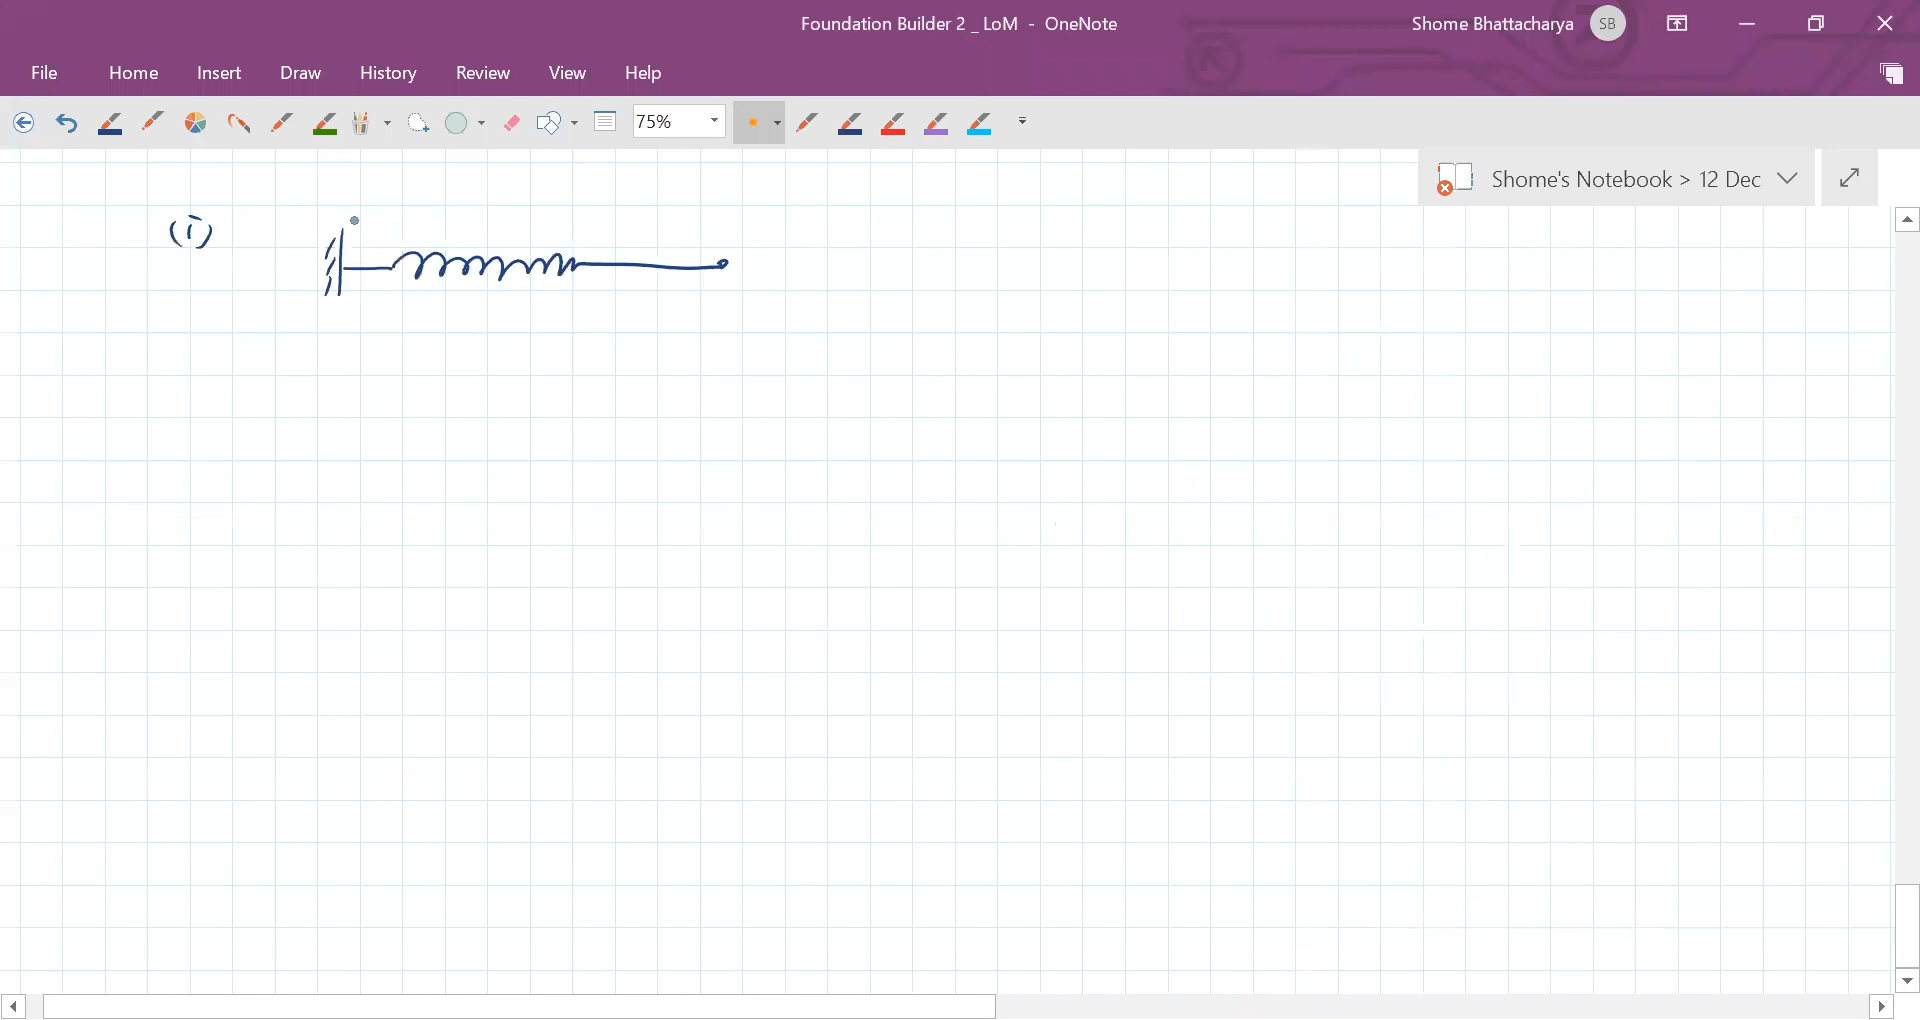 Foundation Builder 2 _ LoM - OneNote
Shome Bhattacharya
SB
File Home Insert Draw History Review View Help
75%
Shome's Notebook > 12 Dec
(i)